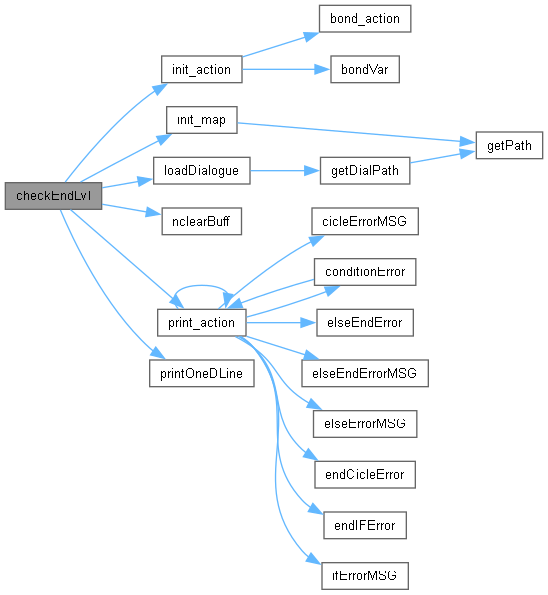 bond_action
init_action
bondVar
init_map
getPath
loadDialogue
getDialPath
checkEndLvl
nclearBuff
cicleErrorMSG
conditionError
print_action
elseEndError
printOneDLine
elseEndErrorMSG
elseErrorMSG
endCicleError
endIFError
ifErrorMSG